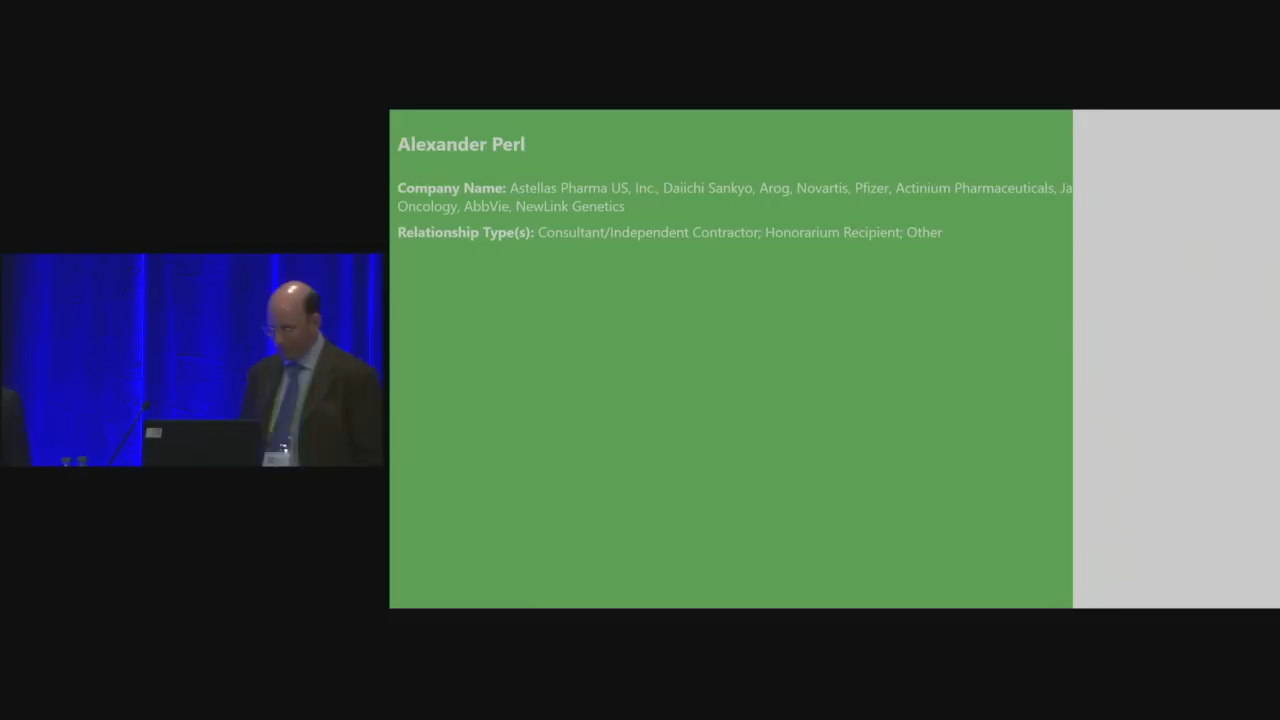 Alexander Perl
Company Name: Astellas Pharma US, Inc., Daiichi Sankyo, Arog, Novartis, Pfizer, Actinium Pharmaceuticals, Ja
Oncology, AbbVie, NewLink Genetics
Relationship Type(s): Consultant/Independent Contractor; Honorarium Recipient; Other